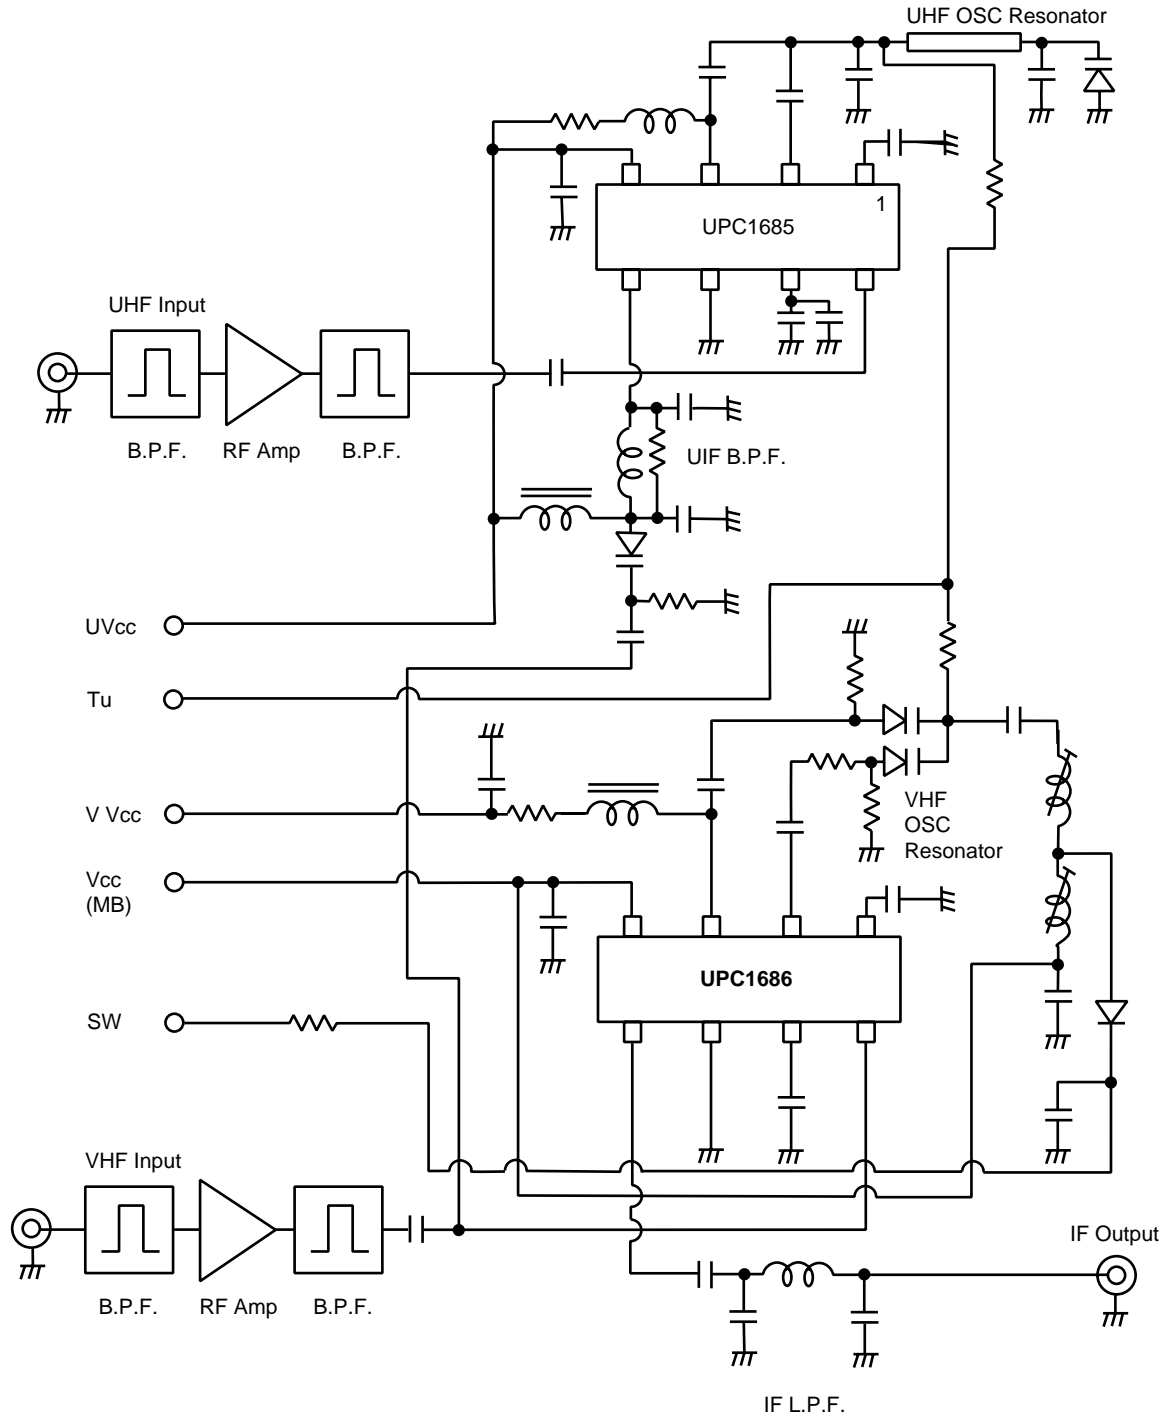 UHF OSC Resonator
1
UPC1685
UHF Input
B.P.F.
RF Amp
B.P.F.
UIF B.P.F.
UVcc
Tu
V Vcc
VHF
OSC
Resonator
Vcc
(MB)
UPC1686
SW
VHF Input
IF Output
B.P.F.
RF Amp
B.P.F.
IF L.P.F.